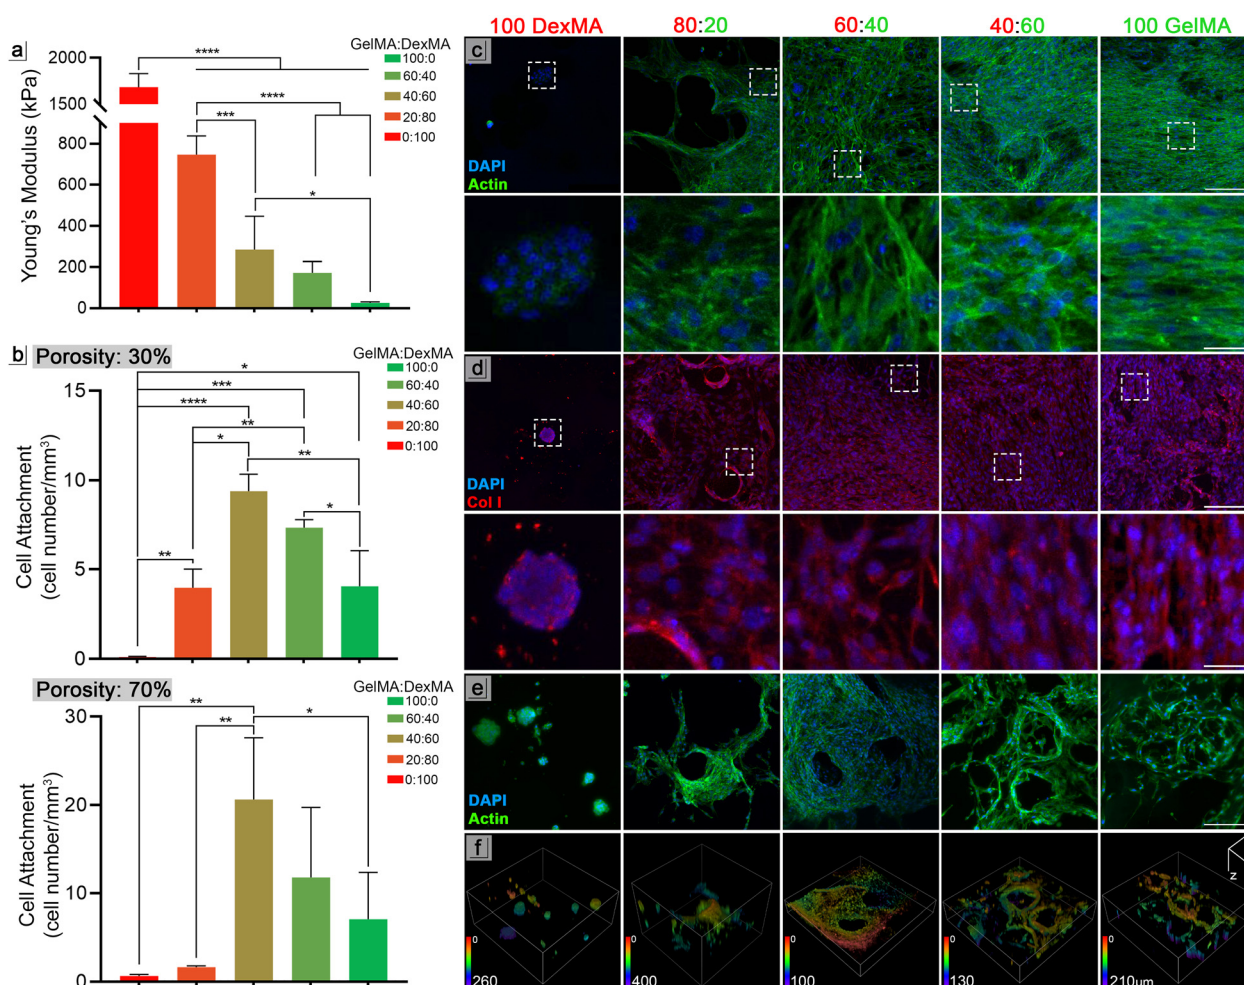 a
GelMA:DexMA
100:0
60:40
40:60
20:80
0:100
Young's Modulus (kPa)
2000
1500
800
600
400
200
0
****
****
***
*
b
Porosity: 30%
GelMA:DexMA
100:0
60:40
40:60
20:80
0:100
Cell Attachment
(cell number/mm³)
15
10
5
0
*
***
****
**
*
**
*
**
Porosity: 70%
GelMA:DexMA
100:0
60:40
40:60
20:80
0:100
Cell Attachment
(cell number/mm³)
30
20
10
0
**
*
**
100 DexMA
80:20
60:40
40:60
100 GelMA
c
DAPI
Actin
d
DAPI
Col I
e
DAPI
Actin
f
z
0
260
0
400
0
100
0
130
0
210um